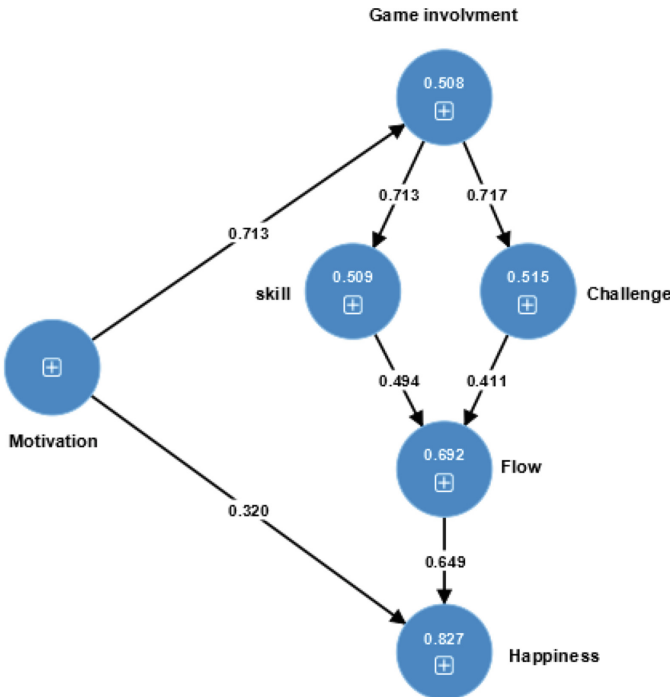 Game involvment
0.508
0.713
0.717
0.713
skill
0.509
0.515
Challenge
0.494
0.411
Motivation
0.692
Flow
0.320
0.649
0.827
Happiness